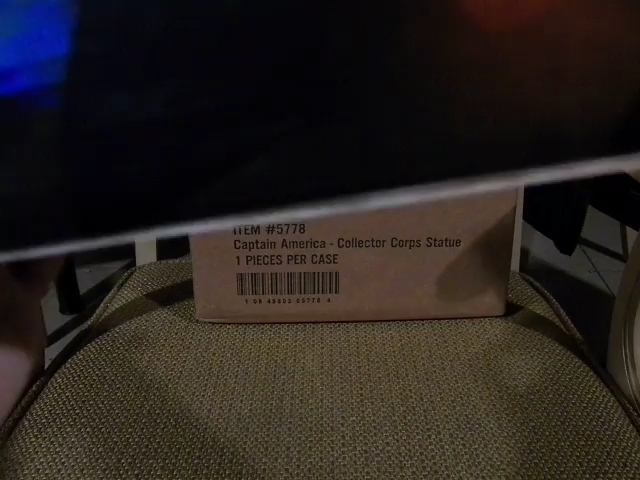 ITEM #5778
Captain America - Collector Corps Statue
1 PIECES PER CASE